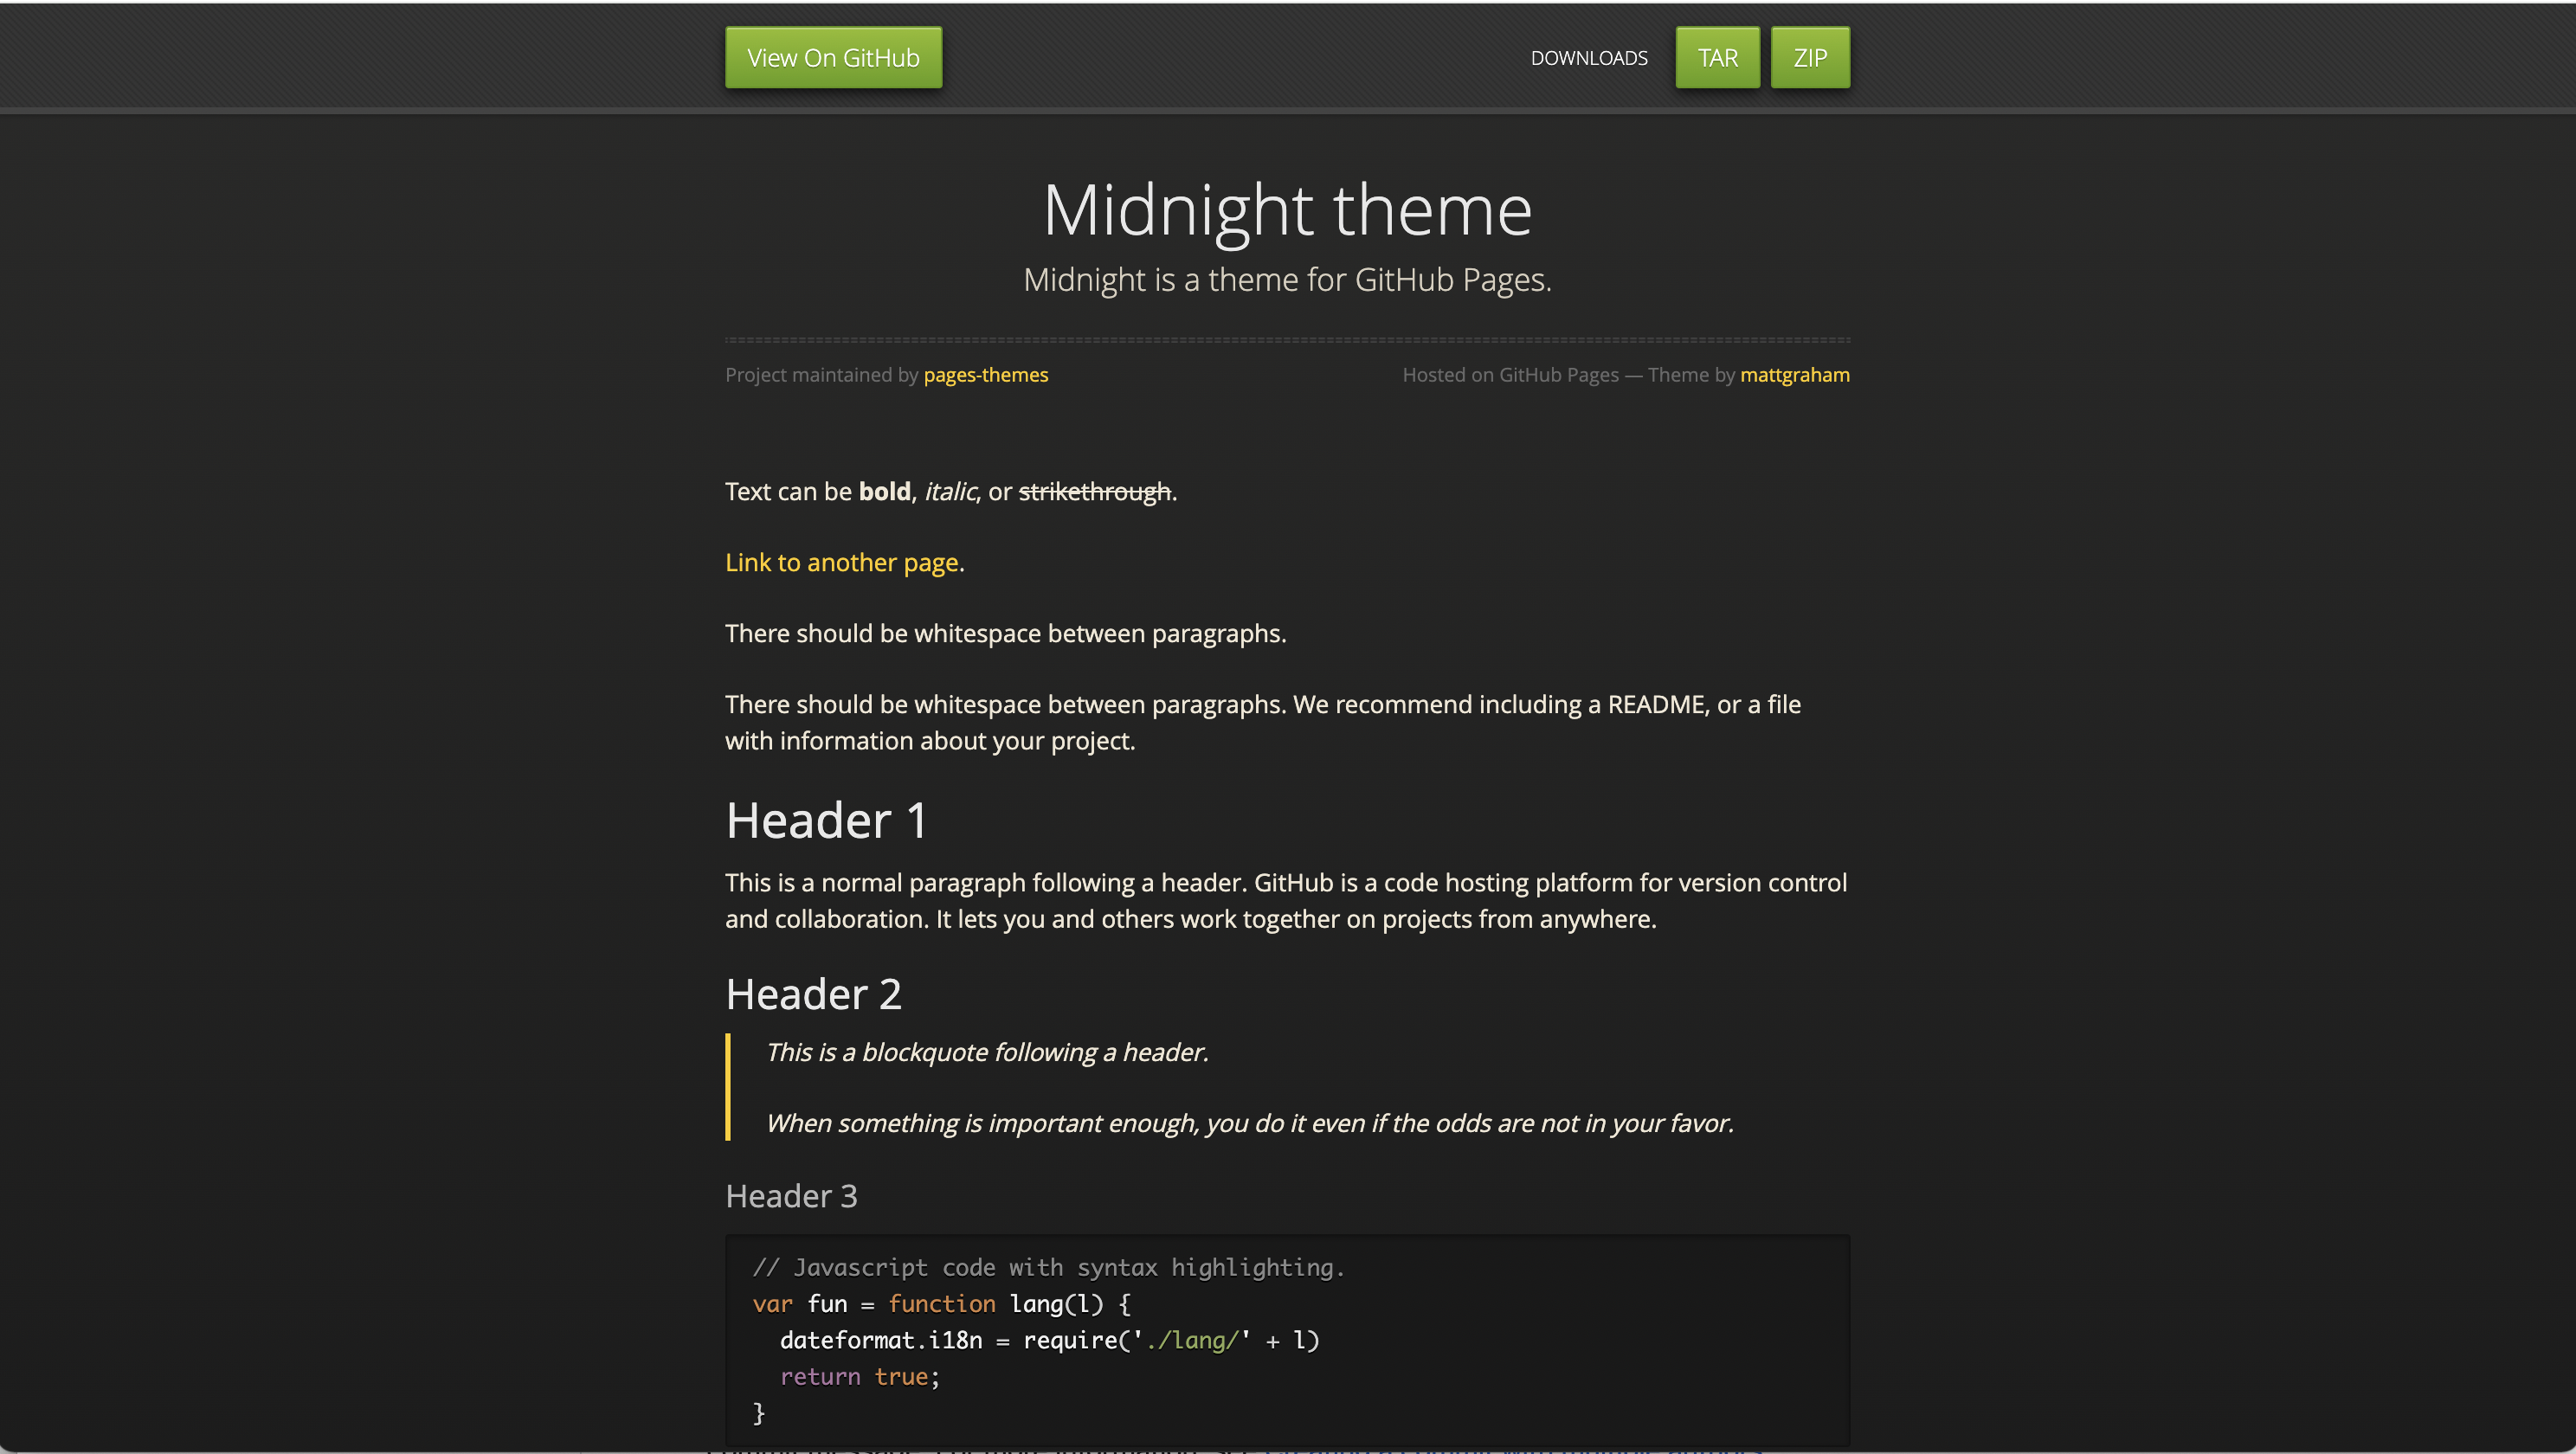 View On GitHub
DOWNLOADS TAR ZIP
Midnight theme
Midnight is a theme for GitHub Pages.
Project maintained by pages-themes
Hosted on GitHub Pages — Theme by mattgraham
Text can be bold, italic, or strikethrough.
Link to another page.
There should be whitespace between paragraphs.
There should be whitespace between paragraphs. We recommend including a README, or a file
with information about your project.
Header 1
This is a normal paragraph following a header. GitHub is a code hosting platform for version control
and collaboration. It lets you and others work together on projects from anywhere.
Header 2
This is a blockquote following a header.
When something is important enough, you do it even if the odds are not in your favor.
Header 3
// Javascript code with syntax highlighting.
var fun = function lang(l) {
  dateformat.i18n = require('./lang/' + l)
  return true;
}